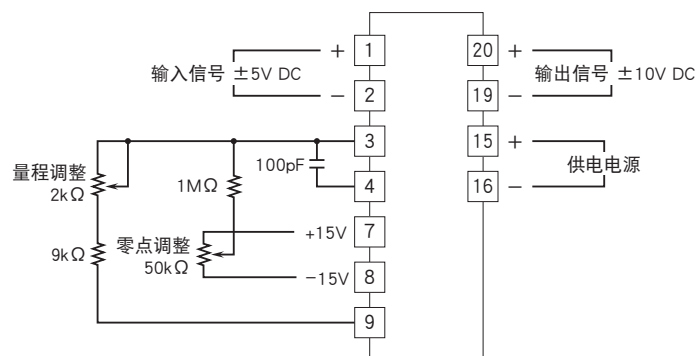 输入信号 ±5V DC
+
−
1
2
20
19
+
−
输出信号 ±10V DC
量程调整
2kΩ
9kΩ
1MΩ
100pF
3
4
15
16
+
−
供电电源
零点调整
50kΩ
+15V
−15V
7
8
9